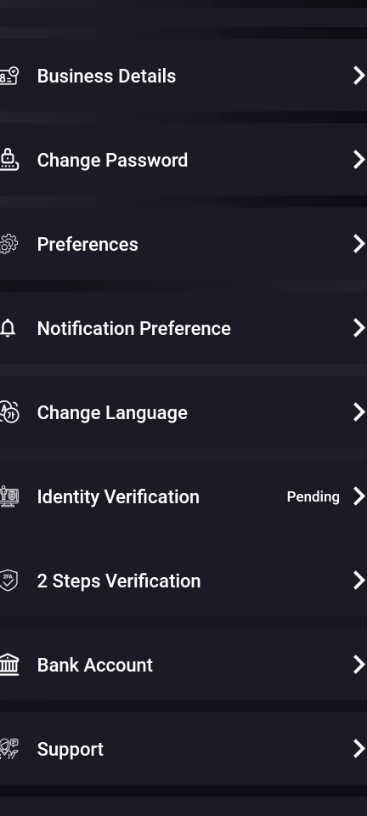 Business Details
Change Password
Preferences
Notification Preference
Change Language
Identity Verification Pending
2 Steps Verification
Bank Account
Support